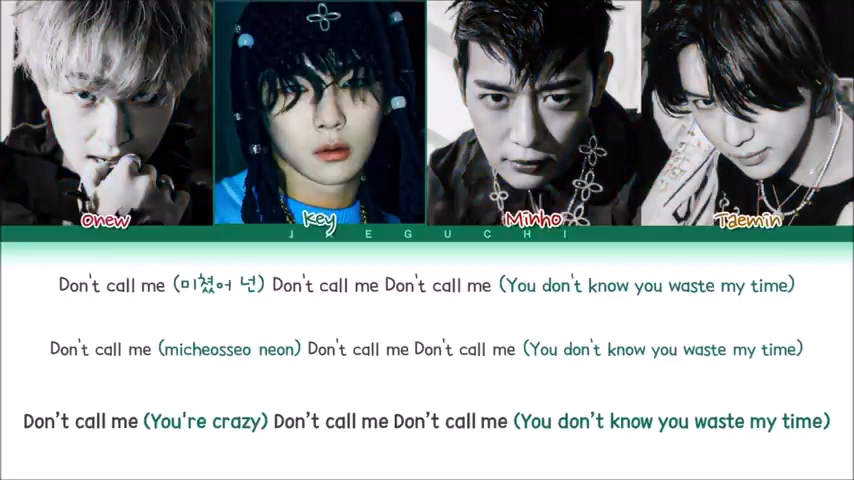 Onew Key Minho Taemin
J A E G U C H I
Don't call me (미쳤어 넌) Don't call me Don't call me (You don't know you waste my time)
Don't call me (micheosseo neon) Don't call me Don't call me (You don't know you waste my time)
Don't call me (You're crazy) Don't call me Don't call me (You don't know you waste my time)